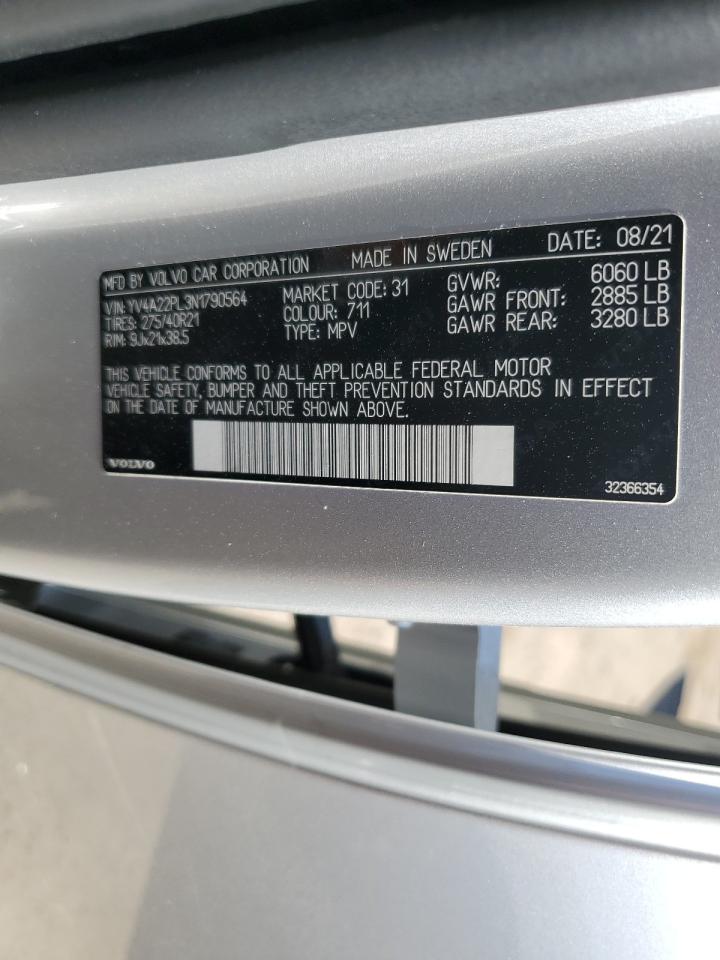 MFD BY VOLVO CAR CORPORATION MADE IN SWEDEN DATE: 08/21
VIN: YV4A22PL3N1790564 MARKET CODE: 31 GVWR: 6060 LB
TIRES: 275/40R21 COLOUR: 711 GAWR FRONT: 2885 LB
RIM: 9Jx21x38.5 TYPE: MPV GAWR REAR: 3280 LB
THIS VEHICLE CONFORMS TO ALL APPLICABLE FEDERAL MOTOR
VEHICLE SAFETY, BUMPER AND THEFT PREVENTION STANDARDS IN EFFECT
ON THE DATE OF MANUFACTURE SHOWN ABOVE.
VOLVO 32366354